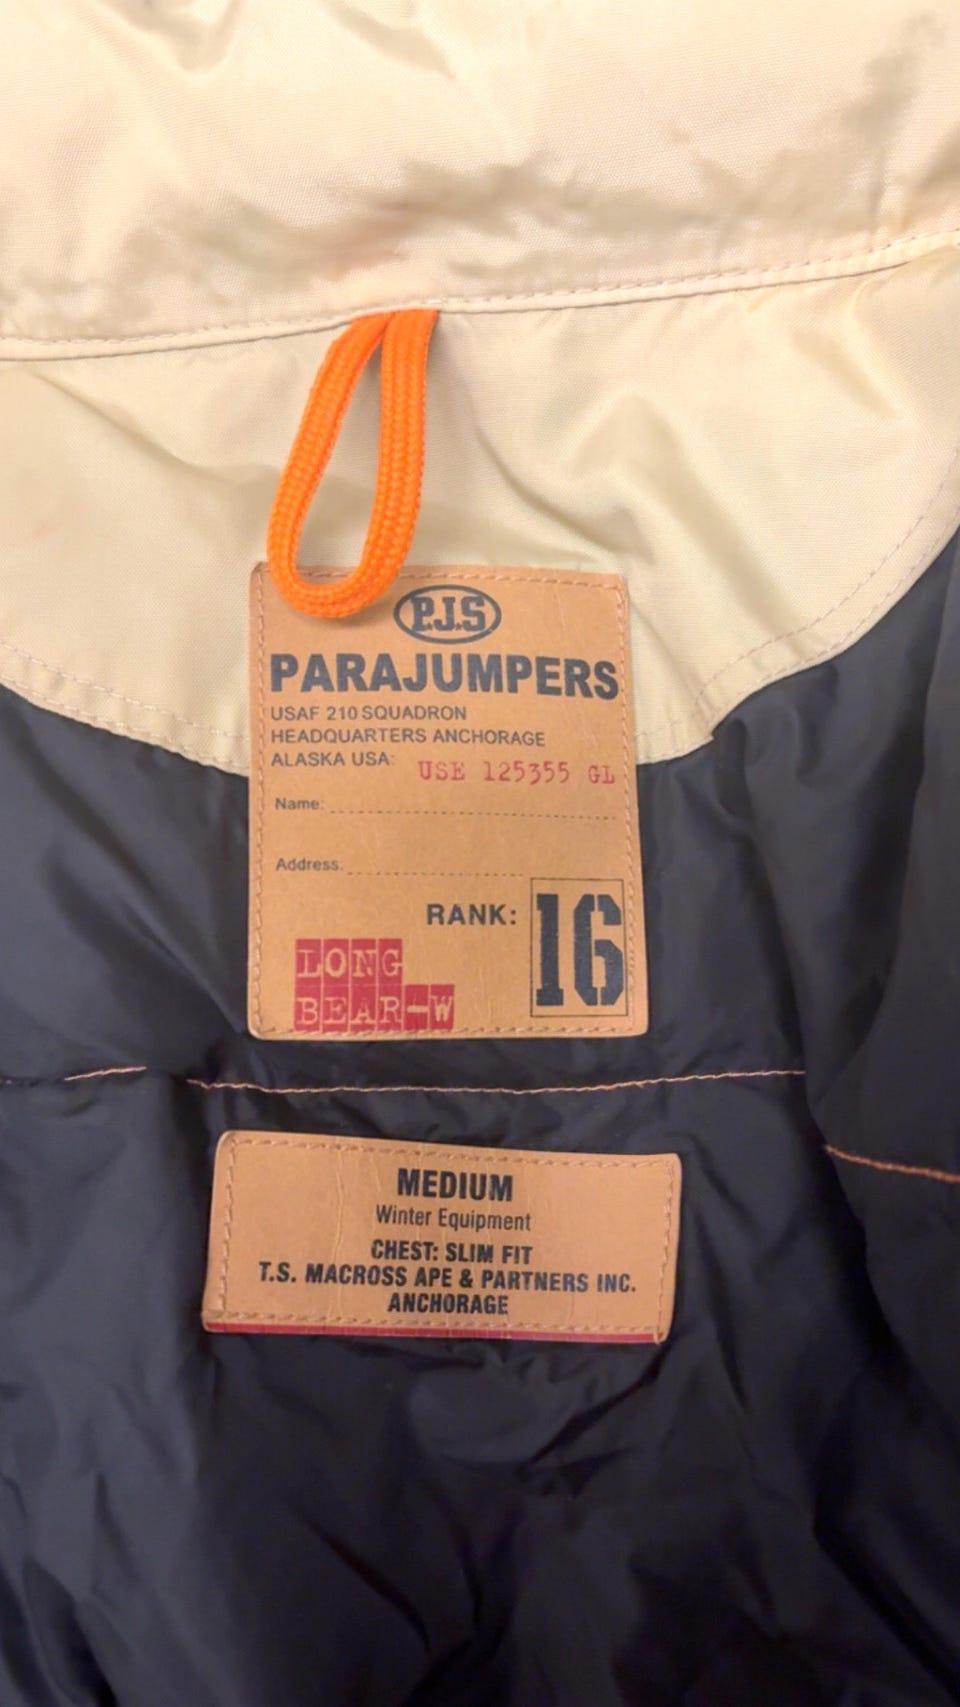 P.J.S
PARAJUMPERS
USAF 210 SQUADRON
HEADQUARTERS ANCHORAGE
ALASKA USA: USE 125355 GL
Name:
Address:
RANK: 16
LONG
BEAR-W
MEDIUM
Winter Equipment
CHEST: SLIM FIT
T.S. MACROSS APE & PARTNERS INC.
ANCHORAGE